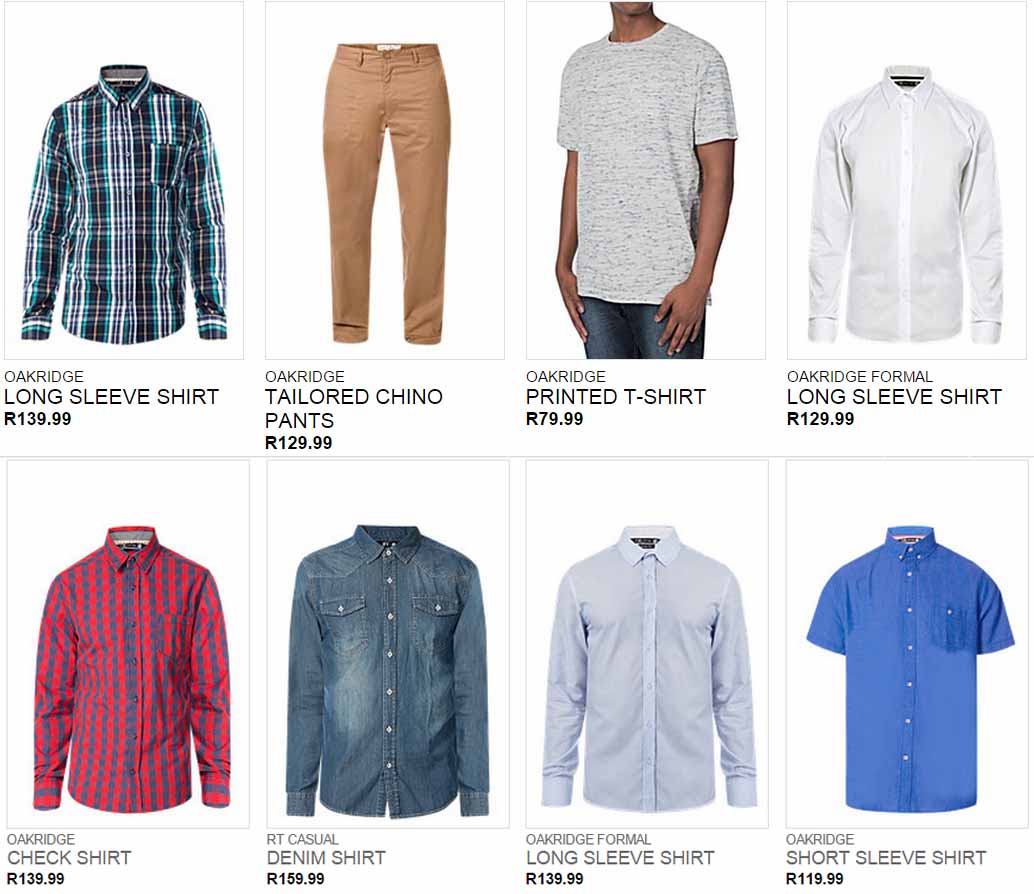 OAKRIDGE
LONG SLEEVE SHIRT
R139.99
OAKRIDGE
TAILORED CHINO
PANTS
R129.99
OAKRIDGE
PRINTED T-SHIRT
R79.99
OAKRIDGE FORMAL
LONG SLEEVE SHIRT
R129.99
OAKRIDGE
CHECK SHIRT
R139.99
RT CASUAL
DENIM SHIRT
R159.99
OAKRIDGE FORMAL
LONG SLEEVE SHIRT
R139.99
OAKRIDGE
SHORT SLEEVE SHIRT
R119.99